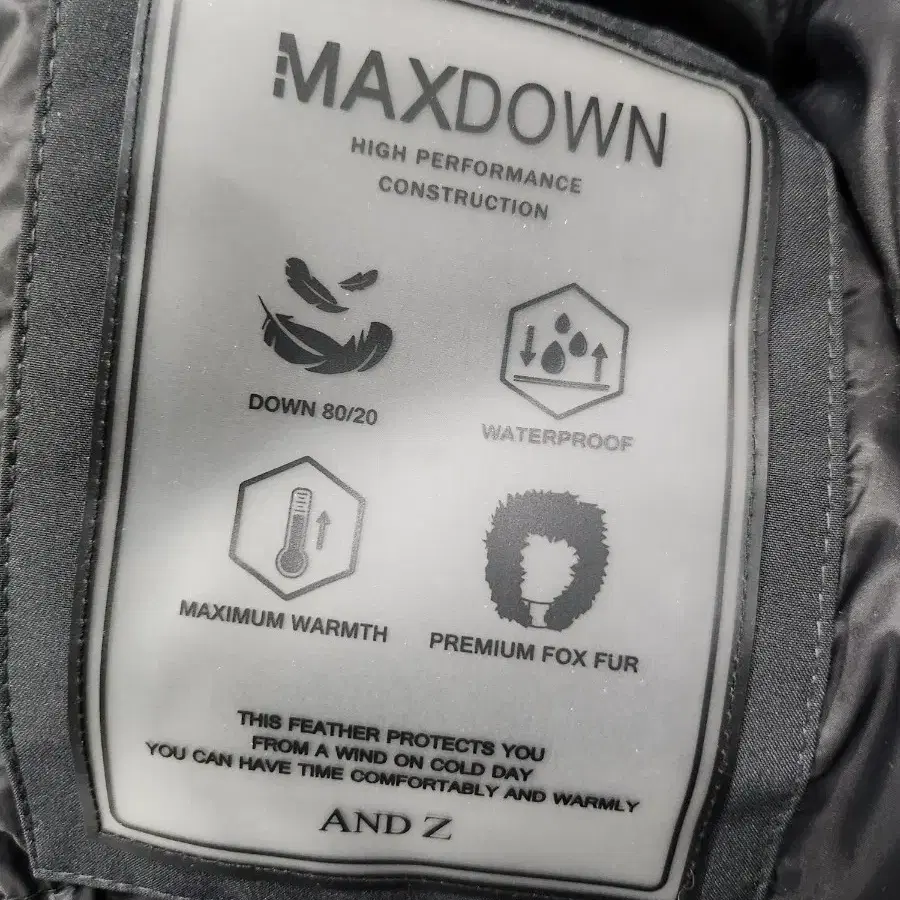 MAXDOWN
HIGH PERFORMANCE
CONSTRUCTION
DOWN 80/20
WATERPROOF
MAXIMUM WARMTH
PREMIUM FOX FUR
THIS FEATHER PROTECTS YOU
FROM A WIND ON COLD DAY
YOU CAN HAVE TIME COMFORTABLY AND WARMLY
AND Z